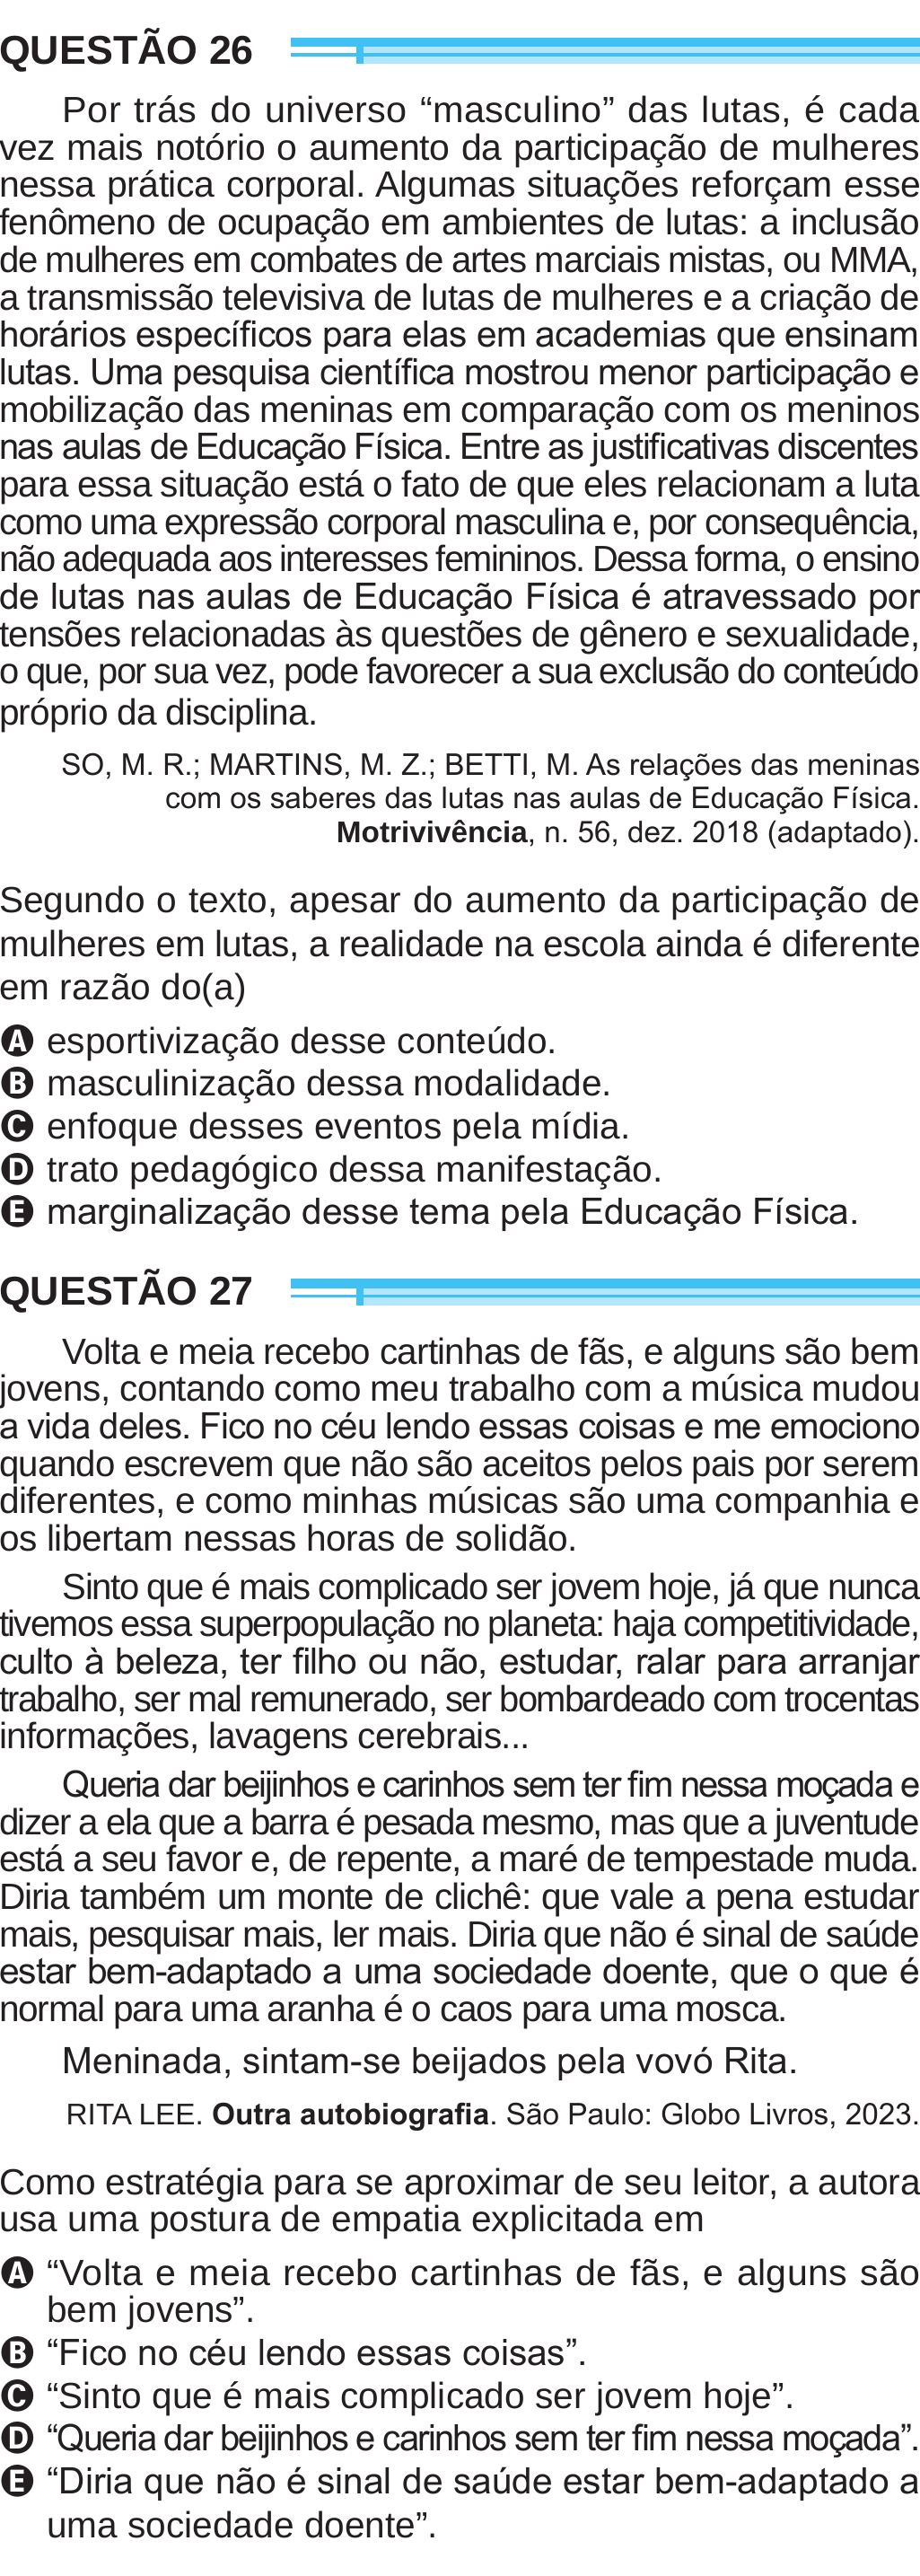 QUESTÃO 26
Por trás do universo “masculino” das lutas, é cada
vez mais notório o aumento da participação de mulheres
nessa prática corporal. Algumas situações reforçam esse
fenômeno de ocupação em ambientes de lutas: a inclusão
de mulheres em combates de artes marciais mistas, ou MMA,
a transmissão televisiva de lutas de mulheres e a criação de
horários específicos para elas em academias que ensinam
lutas. Uma pesquisa científica mostrou menor participação e
mobilização das meninas em comparação com os meninos
nas aulas de Educação Física. Entre as justificativas discentes
para essa situação está o fato de que eles relacionam a luta
como uma expressão corporal masculina e, por consequência,
não adequada aos interesses femininos. Dessa forma, o ensino
de lutas nas aulas de Educação Física é atravessado por
tensões relacionadas às questões de gênero e sexualidade,
o que, por sua vez, pode favorecer a sua exclusão do conteúdo
próprio da disciplina.
SO, M. R.; MARTINS, M. Z.; BETTI, M. As relações das meninas
com os saberes das lutas nas aulas de Educação Física.
Motrivivência, n. 56, dez. 2018 (adaptado).
Segundo o texto, apesar do aumento da participação de
mulheres em lutas, a realidade na escola ainda é diferente
em razão do(a)
A esportivização desse conteúdo.
B masculinização dessa modalidade.
C enfoque desses eventos pela mídia.
D trato pedagógico dessa manifestação.
E marginalização desse tema pela Educação Física.
QUESTÃO 27
Volta e meia recebo cartinhas de fãs, e alguns são bem
jovens, contando como meu trabalho com a música mudou
a vida deles. Fico no céu lendo essas coisas e me emociono
quando escrevem que não são aceitos pelos pais por serem
diferentes, e como minhas músicas são uma companhia e
os libertam nessas horas de solidão.
Sinto que é mais complicado ser jovem hoje, já que nunca
tivemos essa superpopulação no planeta: haja competitividade,
culto à beleza, ter filho ou não, estudar, ralar para arranjar
trabalho, ser mal remunerado, ser bombardeado com trocentas
informações, lavagens cerebrais...
Queria dar beijinhos e carinhos sem ter fim nessa moçada e
dizer a ela que a barra é pesada mesmo, mas que a juventude
está a seu favor e, de repente, a maré de tempestade muda.
Diria também um monte de clichê: que vale a pena estudar
mais, pesquisar mais, ler mais. Diria que não é sinal de saúde
estar bem-adaptado a uma sociedade doente, que o que é
normal para uma aranha é o caos para uma mosca.
Meninada, sintam-se beijados pela vovó Rita.
RITA LEE. Outra autobiografia. São Paulo: Globo Livros, 2023.
Como estratégia para se aproximar de seu leitor, a autora
usa uma postura de empatia explicitada em
A “Volta e meia recebo cartinhas de fãs, e alguns são
bem jovens”.
B “Fico no céu lendo essas coisas”.
C “Sinto que é mais complicado ser jovem hoje”.
D “Queria dar beijinhos e carinhos sem ter fim nessa moçada”.
E “Diria que não é sinal de saúde estar bem-adaptado a
uma sociedade doente”.